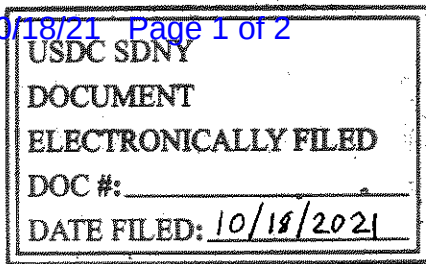 0/18/21 Page 1 of 2
USDC SDNY
DOCUMENT
ELECTRONICALLY FILED
DOC #:
DATE FILED: 10/18/2021